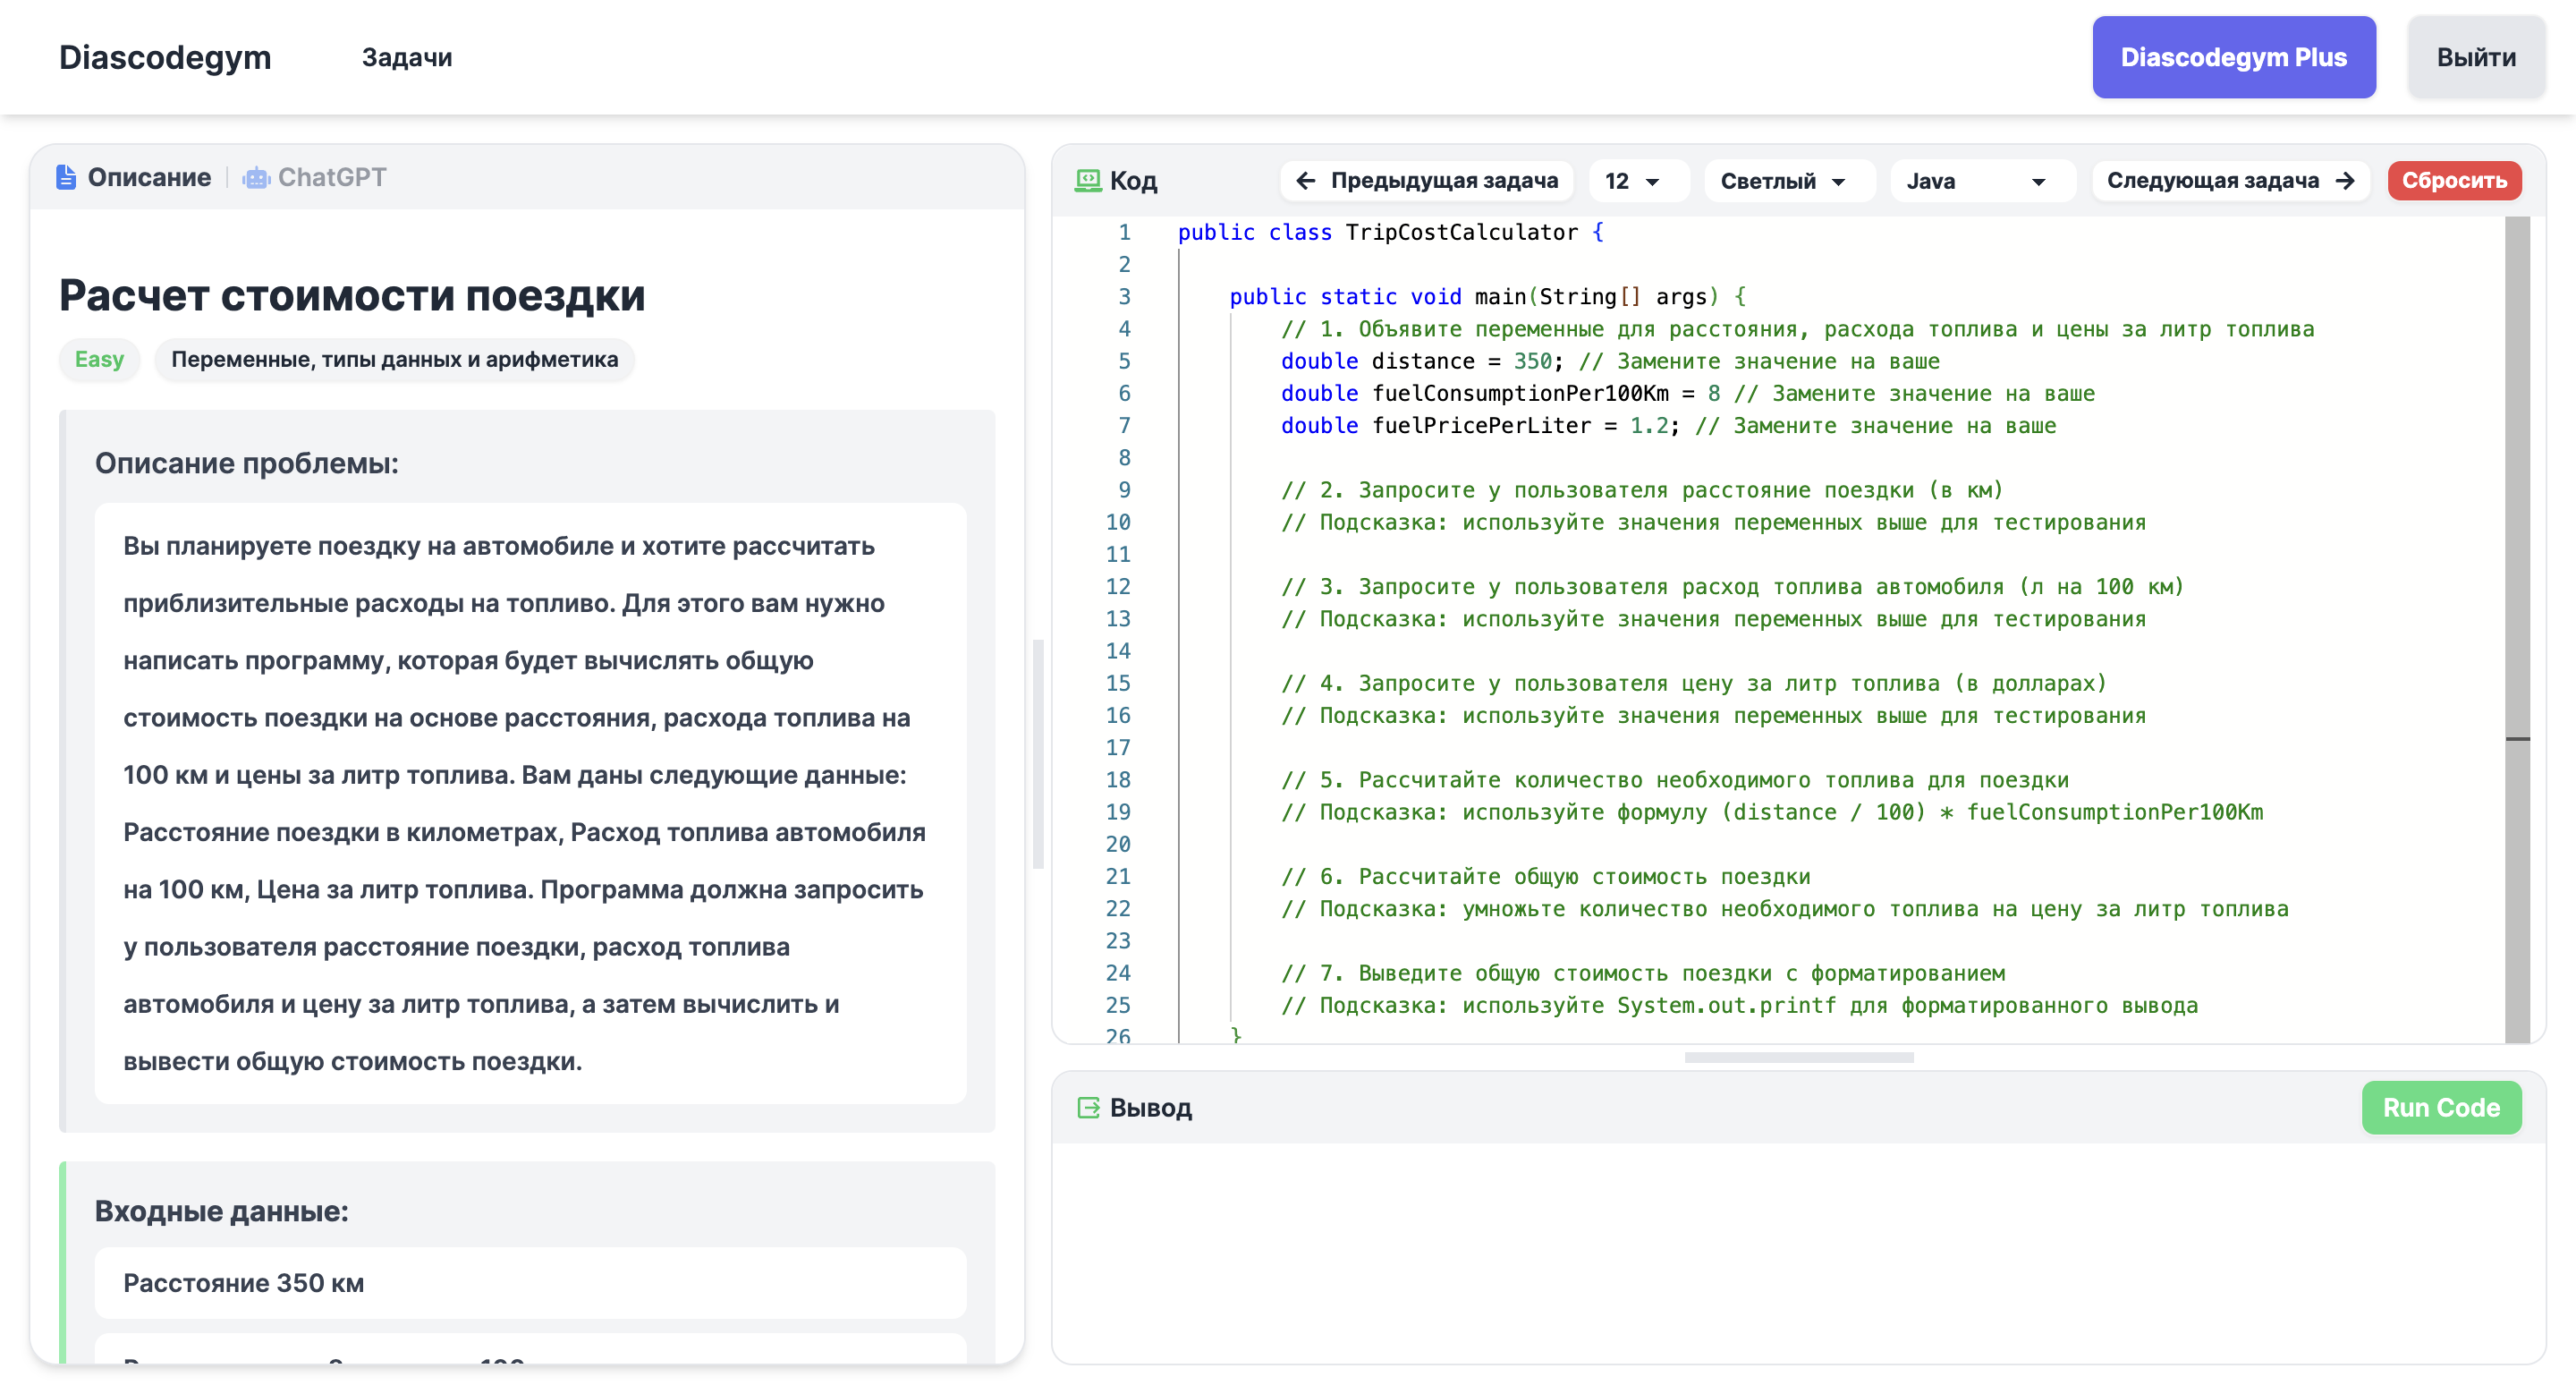 Diascodegym
Задачи
Diascodegym Plus
Выйти
Описание
ChatGPT
Расчет стоимости поездки
Easy
Переменные, типы данных и арифметика
Описание проблемы:
Вы планируете поездку на автомобиле и хотите рассчитать
приблизительные расходы на топливо. Для этого вам нужно
написать программу, которая будет вычислять общую
стоимость поездки на основе расстояния, расхода топлива на
100 км и цены за литр топлива. Вам даны следующие данные:
Расстояние поездки в километрах, Расход топлива автомобиля
на 100 км, Цена за литр топлива. Программа должна запросить
у пользователя расстояние поездки, расход топлива
автомобиля и цену за литр топлива, а затем вычислить и
вывести общую стоимость поездки.
Входные данные:
Расстояние 350 км
Код
← Предыдущая задача
12
Светлый
Java
Следующая задача →
Сбросить
1 public class TripCostCalculator {
2
3     public static void main(String[] args) {
4         // 1. Объявите переменные для расстояния, расхода топлива и цены за литр топлива
5         double distance = 350; // Замените значение на ваше
6         double fuelConsumptionPer100Km = 8 // Замените значение на ваше
7         double fuelPricePerLiter = 1.2; // Замените значение на ваше
8
9         // 2. Запросите у пользователя расстояние поездки (в км)
10         // Подсказка: используйте значения переменных выше для тестирования
11
12         // 3. Запросите у пользователя расход топлива автомобиля (л на 100 км)
13         // Подсказка: используйте значения переменных выше для тестирования
14
15         // 4. Запросите у пользователя цену за литр топлива (в долларах)
16         // Подсказка: используйте значения переменных выше для тестирования
17
18         // 5. Рассчитайте количество необходимого топлива для поездки
19         // Подсказка: используйте формулу (distance / 100) * fuelConsumptionPer100Km
20
21         // 6. Рассчитайте общую стоимость поездки
22         // Подсказка: умножьте количество необходимого топлива на цену за литр топлива
23
24         // 7. Выведите общую стоимость поездки с форматированием
25         // Подсказка: используйте System.out.printf для форматированного вывода
26     }
Вывод
Run Code